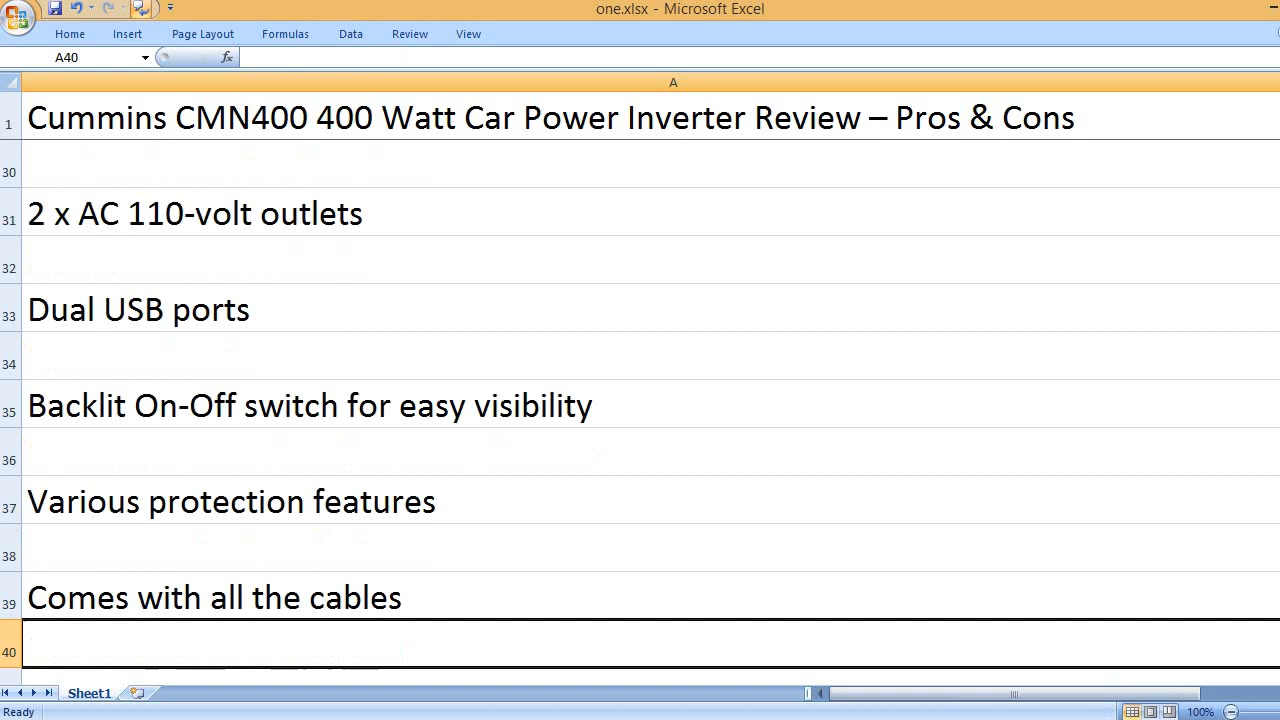 one.xlsx - Microsoft Excel
Home Insert Page Layout Formulas Data Review View
A40 fx
A
1 Cummins CMN400 400 Watt Car Power Inverter Review – Pros & Cons
30
31 2 x AC 110-volt outlets
32
33 Dual USB ports
34
35 Backlit On-Off switch for easy visibility
36
37 Various protection features
38
39 Comes with all the cables
40
Sheet1
Ready 100%